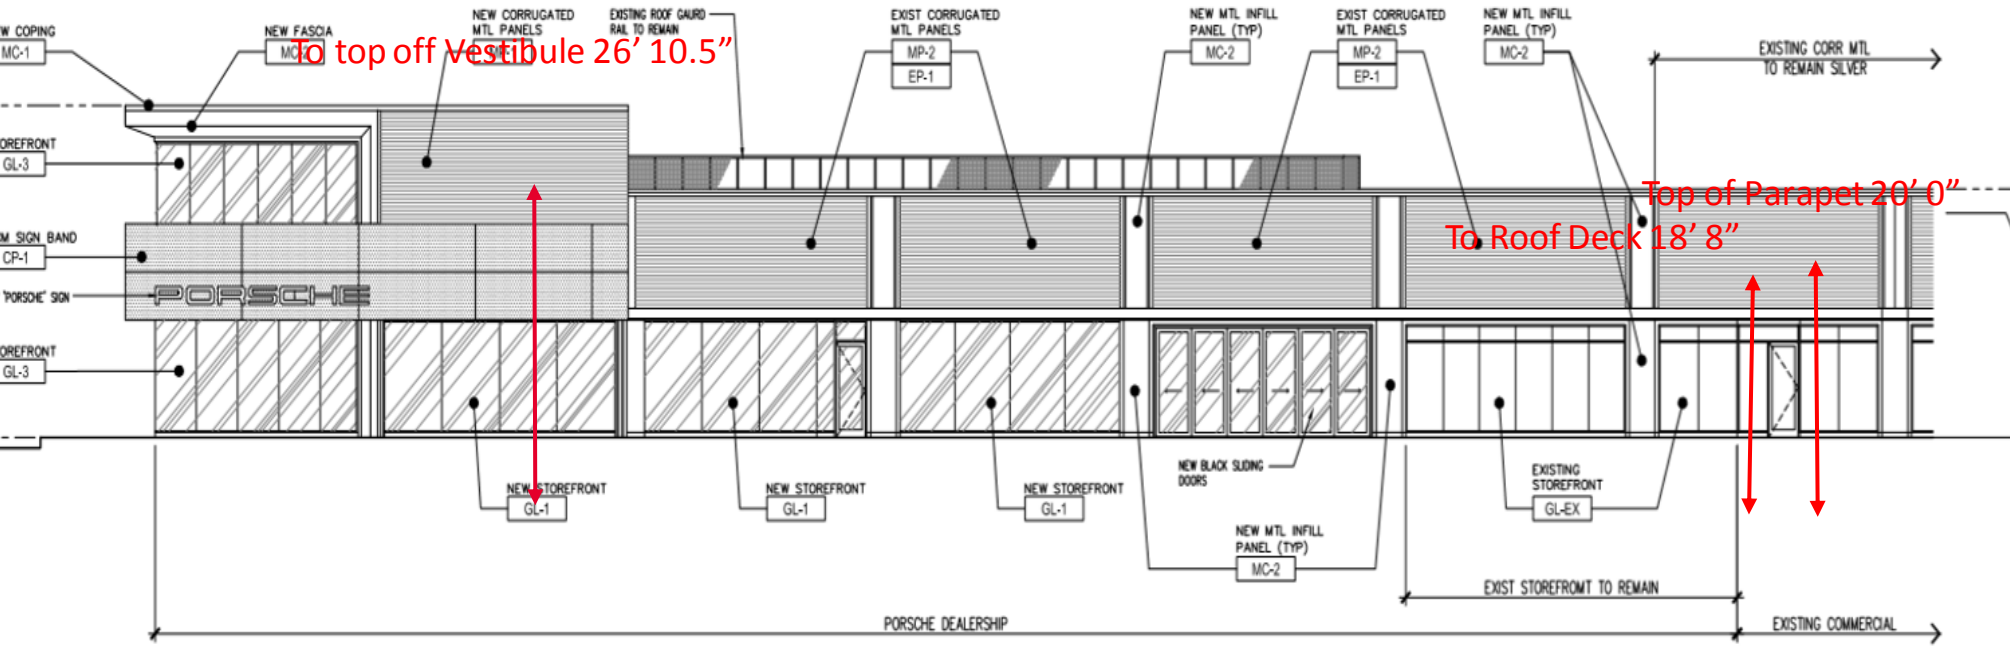 W COPING
MC-1
NEW FASCIA
MC-2
NEW CORRUGATED
MTL PANELS
EXISTING ROOF GAURD
RAIL TO REMAIN
To top off Vestibule 26’ 10.5”
EXIST CORRUGATED
MTL PANELS
MP-2
EP-1
NEW MTL INFILL
PANEL (TYP)
MC-2
EXIST CORRUGATED
MTL PANELS
MP-2
EP-1
NEW MTL INFILL
PANEL (TYP)
MC-2
EXISTING CORR MTL
TO REMAIN SILVER
OREFRONT
GL-3
Top of Parapet 20’ 0”
To Roof Deck 18’ 8”
M SIGN BAND
CP-1
'PORSCHE' SIGN
PORSCHE
OREFRONT
GL-3
NEW STOREFRONT
GL-1
NEW STOREFRONT
GL-1
NEW STOREFRONT
GL-1
NEW BLACK SLIDING
DOORS
EXISTING
STOREFRONT
GL-EX
NEW MTL INFILL
PANEL (TYP)
MC-2
EXIST STOREFROMT TO REMAIN
PORSCHE DEALERSHIP
EXISTING COMMERCIAL